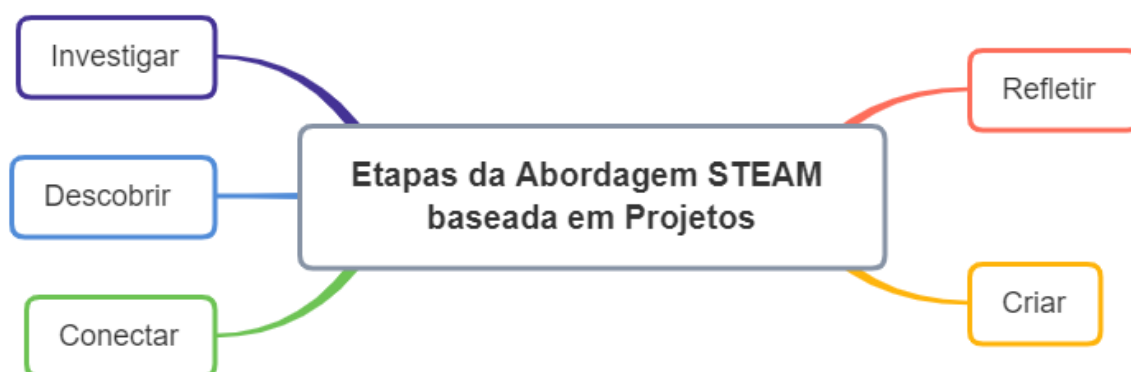 Investigar
Descobrir
Conectar
Etapas da Abordagem STEAM
baseada em Projetos
Refletir
Criar